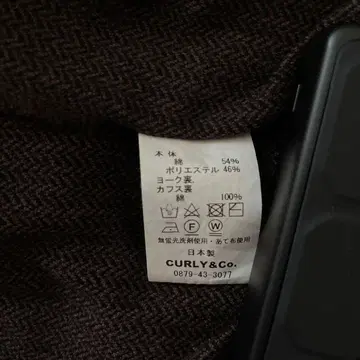 本体
綿 54%
ポリエステル 46%
ヨーク裏
カフス裏
綿 100%
F W
無蛍光洗剤使用・あて布使用
日本製
CURLY&Co.
0879-43-3077